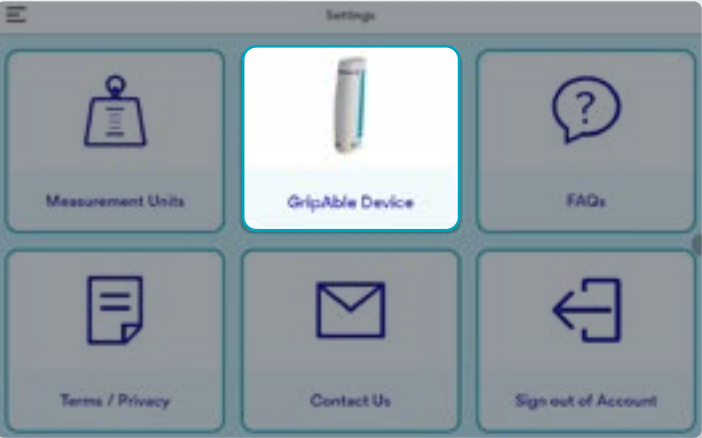 Settings
Measurement Units
GripAble Device
FAQs
Terms / Privacy
Contact Us
Sign out of Account